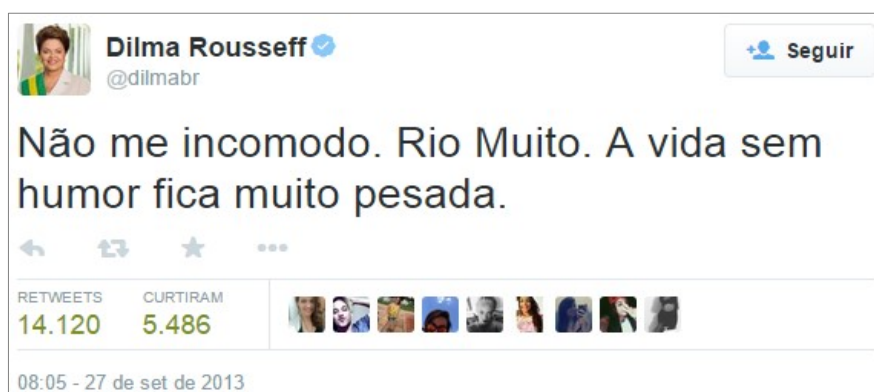 Dilma Rousseff
@dilmabr
Seguir
Não me incomodo. Rio Muito. A vida sem
humor fica muito pesada.
RETWEETS CURTIRAM
14.120 5.486
08:05 - 27 de set de 2013